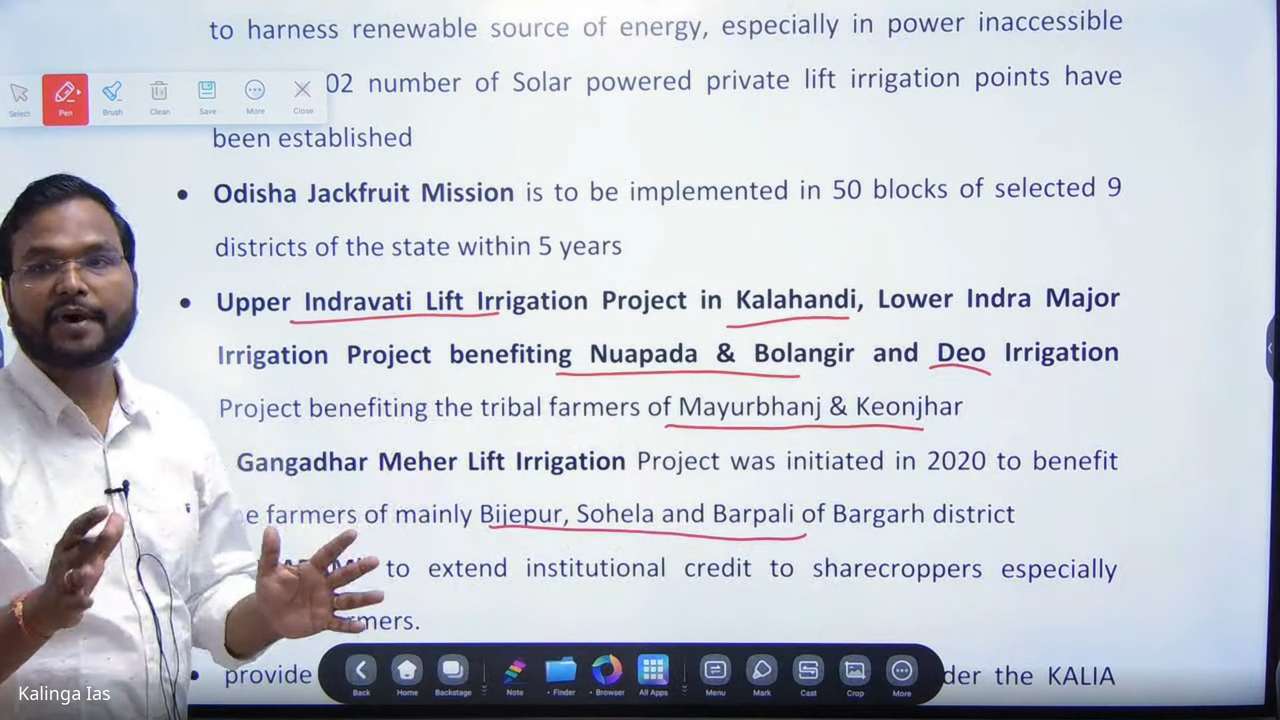 to harness renewable source of energy, especially in power inaccessible
02 number of Solar powered private lift irrigation points have
been established
Select Pen Brush Clean Save More Close
• Odisha Jackfruit Mission is to be implemented in 50 blocks of selected 9
districts of the state within 5 years
• Upper Indravati Lift Irrigation Project in Kalahandi, Lower Indra Major
Irrigation Project benefiting Nuapada & Bolangir and Deo Irrigation
Project benefiting the tribal farmers of Mayurbhanj & Keonjhar
Gangadhar Meher Lift Irrigation Project was initiated in 2020 to benefit
e farmers of mainly Bijepur, Sohela and Barpali of Bargarh district
to extend institutional credit to sharecroppers especially
rmers.
• provide der the KALIA
Back Home Backstage Note • Finder • Browser All Apps Menu Mark Cast Crop More
Kalinga Ias